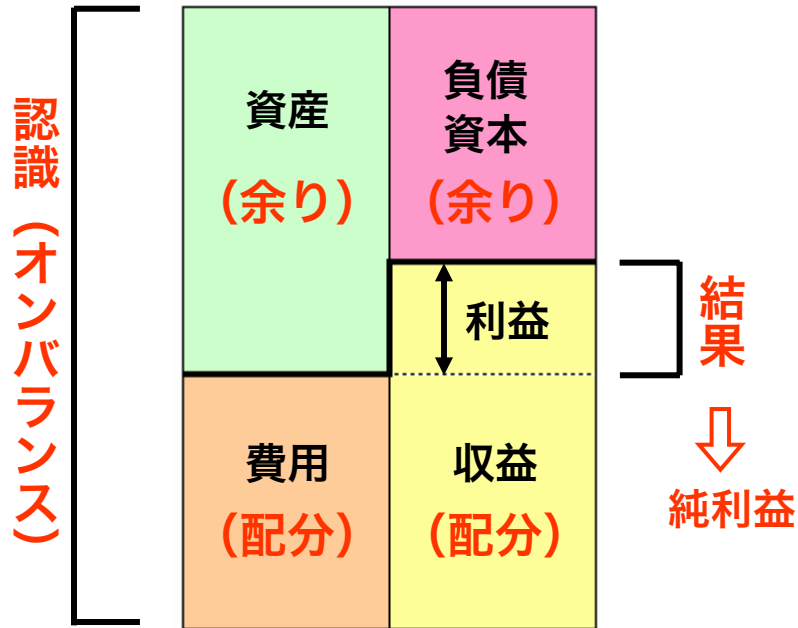 認識（オンバランス）
資産
（余り）
負債
資本
（余り）
利益
結果
純利益
費用
（配分）
収益
（配分）